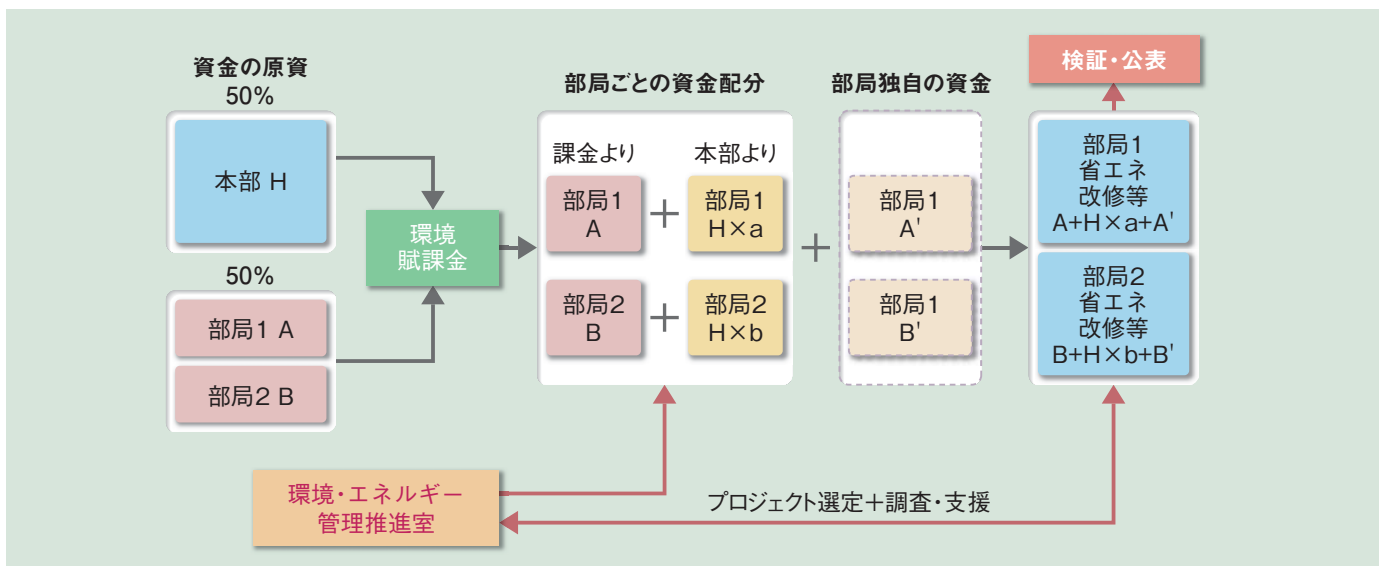 資金の原資
50%
本部 H
50%
部局1 A
部局2 B
環境
賦課金
部局ごとの資金配分
課金より
本部より
部局1
A
+
部局1
H×a
部局2
B
+
部局2
H×b
+
部局独自の資金
部局1
A'
部局1
B'
検証・公表
部局1
省エネ
改修等
A+H×a+A'
部局2
省エネ
改修等
B+H×b+B'
環境・エネルギー
管理推進室
プロジェクト選定+調査・支援